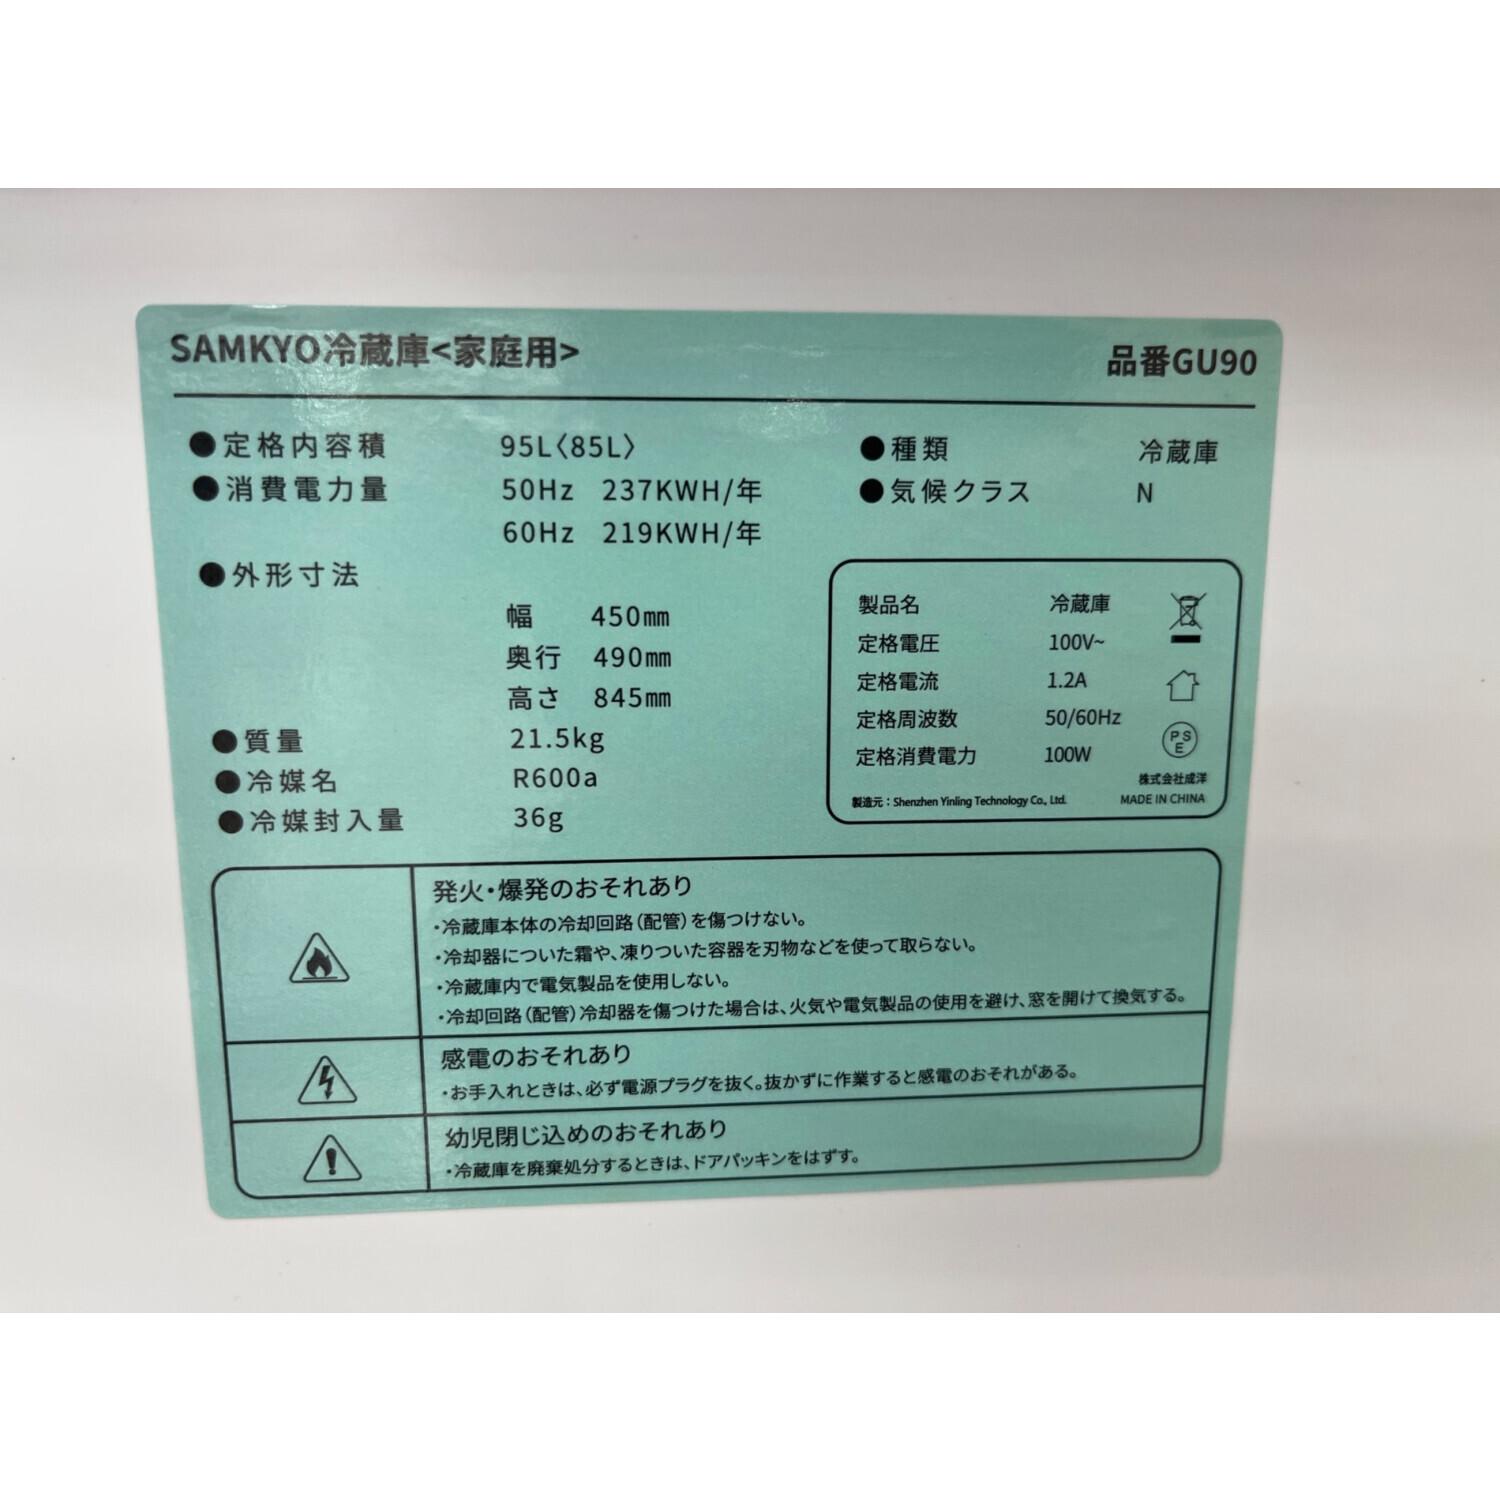 SAMKYO冷蔵庫<家庭用> 品番GU90
●定格内容積 95L〈85L〉
●消費電力量 50Hz 237KWH/年
60Hz 219KWH/年
●外形寸法
幅 450㎜
奥行 490㎜
高さ 845㎜
●質量 21.5kg
●冷媒名 R600a
●冷媒封入量 36g
●種類 冷蔵庫
●気候クラス N
製品名 冷蔵庫
定格電圧 100V~
定格電流 1.2A
定格周波数 50/60Hz
定格消費電力 100W
PS
E
株式会社成洋
製造元：Shenzhen Yinling Technology Co., Ltd. MADE IN CHINA
発火・爆発のおそれあり
・冷蔵庫本体の冷却回路（配管）を傷つけない。
・冷却器についた霜や、凍りついた容器を刃物などを使って取らない。
・冷蔵庫内で電気製品を使用しない。
・冷却回路（配管）冷却器を傷つけた場合は、火気や電気製品の使用を避け、窓を開けて換気する。
感電のおそれあり
・お手入れときは、必ず電源プラグを抜く。抜かずに作業すると感電のおそれがある。
幼児閉じ込めのおそれあり
・冷蔵庫を廃棄処分するときは、ドアパッキンをはずす。